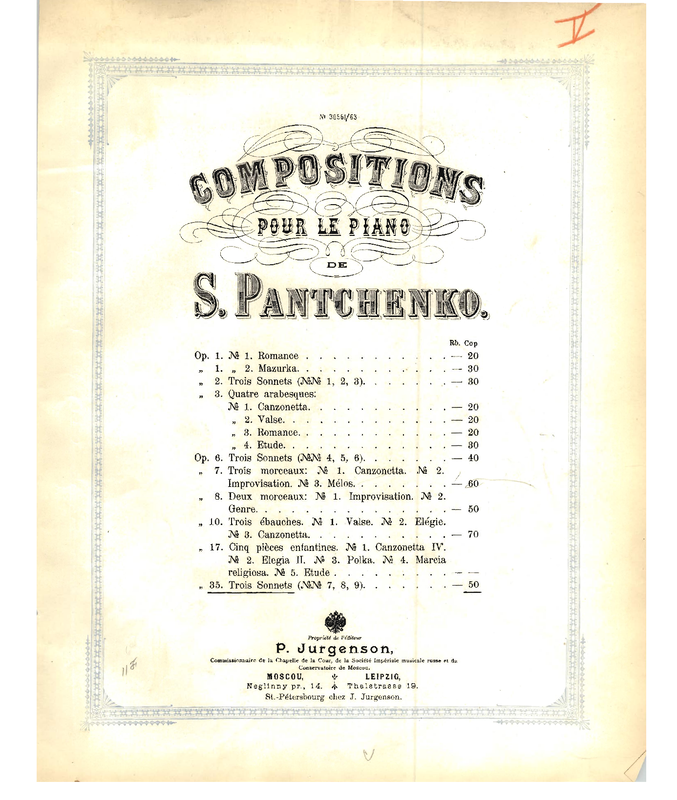 V
№ 30561/63
COMPOSITIONS
POUR LE PIANO
DE
S. PANTCHENKO.
Rb. Cop
Op. 1. № 1. Romance . . . . . . . . . . . — 20
„ 1. „ 2. Mazurka. . . . . . . . . . . . — 30
„ 2. Trois Sonnets (№№ 1, 2, 3). . . . . . . — 30
„ 3. Quatre arabesques:
№ 1. Canzonetta. . . . . . . . . . . — 20
„ 2. Valse. . . . . . . . . . . . . — 20
„ 3. Romance. . . . . . . . . . . . — 20
„ 4. Etude. . . . . . . . . . . . . — 30
Op. 6. Trois Sonnets (№№ 4, 5, 6). . . . . . . — 40
„ 7. Trois morceaux: № 1. Canzonetta. № 2.
Improvisation. № 3. Mélos. . . . . . . . — 60
„ 8. Deux morceaux: № 1. Improvisation. № 2.
Genre. . . . . . . . . . . . . . . — 50
„ 10. Trois ébauches. № 1. Valse. № 2. Elégie.
№ 3. Canzonetta. . . . . . . . . . . — 70
„ 17. Cinq pièces enfantines. № 1. Canzonetta IV.
№ 2. Elegia II. № 3. Polka. № 4. Marcia
religiosa. № 5. Etude . . . . . . . . . — —
„ 35. Trois Sonnets (№№ 7, 8, 9). . . . . . . — 50
Propriété de l'éditeur
P. Jurgenson,
Commissionnaire de la Chapelle de la Cour, de la Société Impériale musicale russe et du
Conservatoire de Moscou.
MOSCOU, LEIPZIG,
Neglinny pr., 14. Thalstrasse 19.
St.-Pétersbourg chez J. Jurgenson.